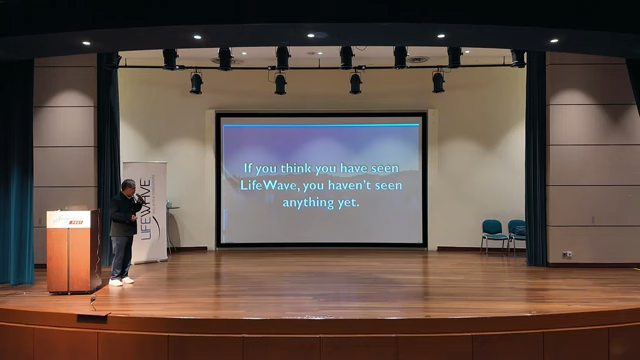 If you think you have seen
LifeWave, you haven't seen
anything yet.
LIFEWAVE